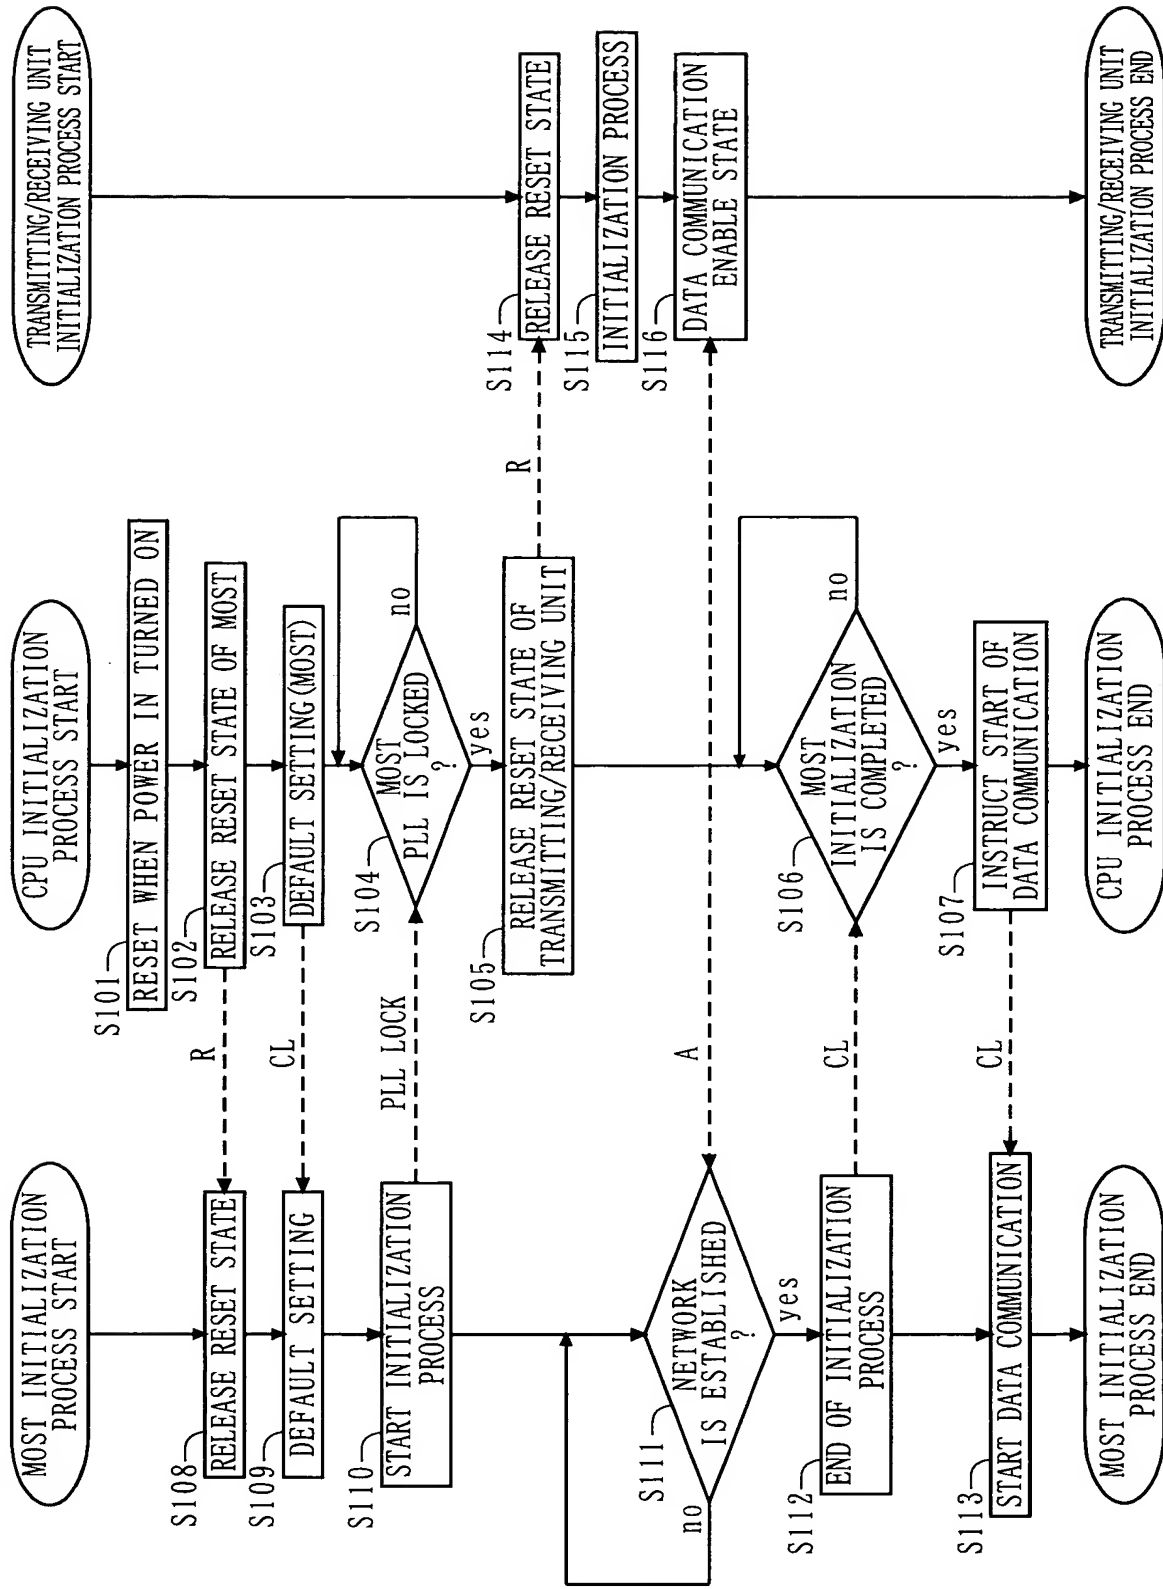 MOST INITIALIZATION
PROCESS START
S108
RELEASE RESET STATE
S109
DEFAULT SETTING
S110
START INITIALIZATION
PROCESS
S111
NETWORK
IS ESTABLISHED
?
no
yes
S112
END OF INITIALIZATION
PROCESS
S113
START DATA COMMUNICATION
MOST INITIALIZATION
PROCESS END
R
CL
PLL LOCK
A
CL
CL
CPU INITIALIZATION
PROCESS START
S101
RESET WHEN POWER IN TURNED ON
S102
RELEASE RESET STATE OF MOST
S103
DEFAULT SETTING(MOST)
S104
MOST
PLL IS LOCKED
?
no
yes
S105
RELEASE RESET STATE OF
TRANSMITTING/RECEIVING UNIT
S106
MOST
INITIALIZATION
IS COMPLETED
?
no
yes
S107
INSTRUCT START OF
DATA COMMUNICATION
CPU INITIALIZATION
PROCESS END
R
TRANSMITTING/RECEIVING UNIT
INITIALIZATION PROCESS START
S114
RELEASE RESET STATE
S115
INITIALIZATION PROCESS
S116
DATA COMMUNICATION
ENABLE STATE
TRANSMITTING/RECEIVING UNIT
INITIALIZATION PROCESS END